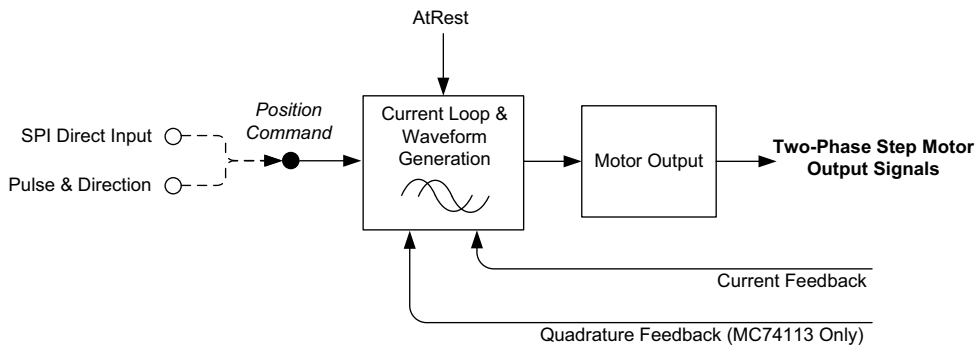 AtRest
SPI Direct Input
Pulse & Direction
Position
Command
Current Loop &
Waveform
Generation
Motor Output
Two-Phase Step Motor
Output Signals
Current Feedback
Quadrature Feedback (MC74113 Only)